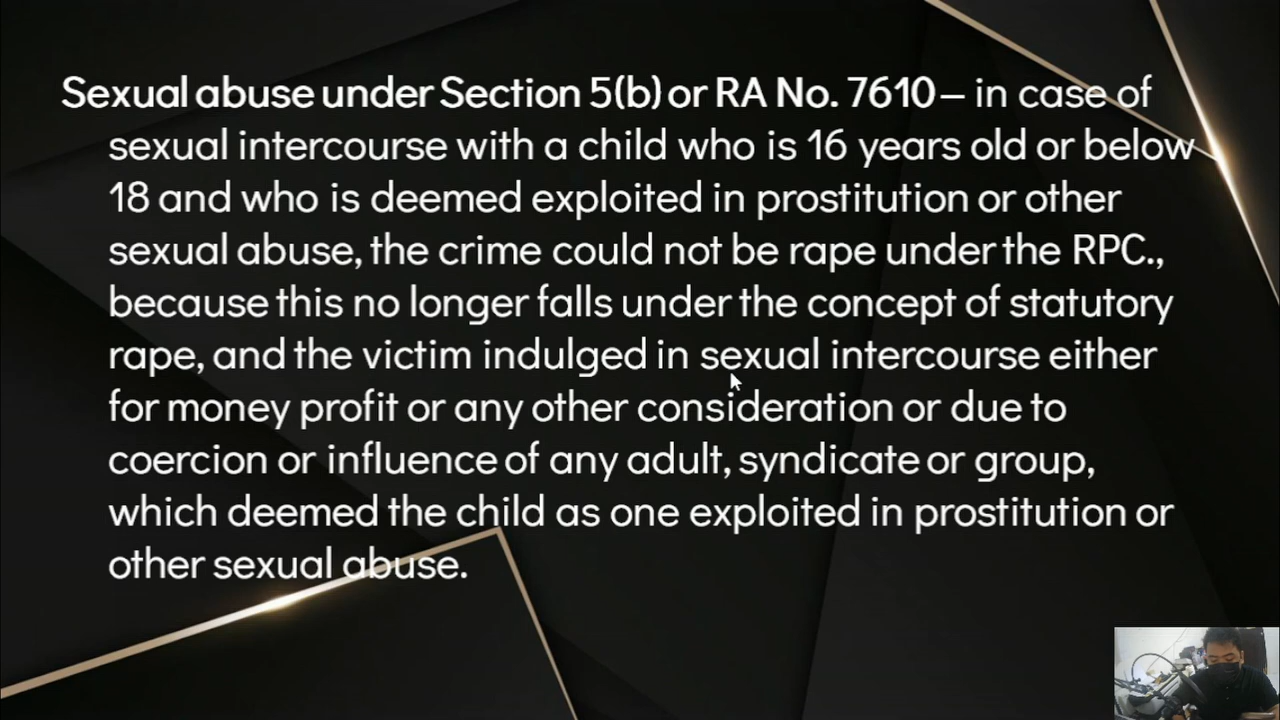 Sexual abuse under Section 5(b) or RA No. 7610 – in case of
sexual intercourse with a child who is 16 years old or below
18 and who is deemed exploited in prostitution or other
sexual abuse, the crime could not be rape under the RPC.,
because this no longer falls under the concept of statutory
rape, and the victim indulged in sexual intercourse either
for money profit or any other consideration or due to
coercion or influence of any adult, syndicate or group,
which deemed the child as one exploited in prostitution or
other sexual abuse.